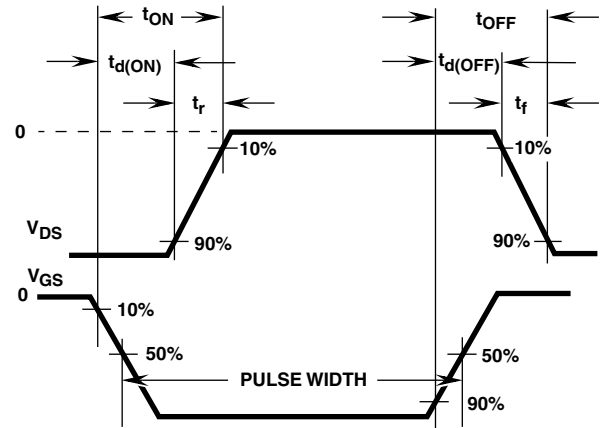 tON
tOFF
td(ON)
td(OFF)
tr
tf
0
10%
10%
VDS
90%
90%
VGS
0
10%
50%
PULSE WIDTH
50%
90%